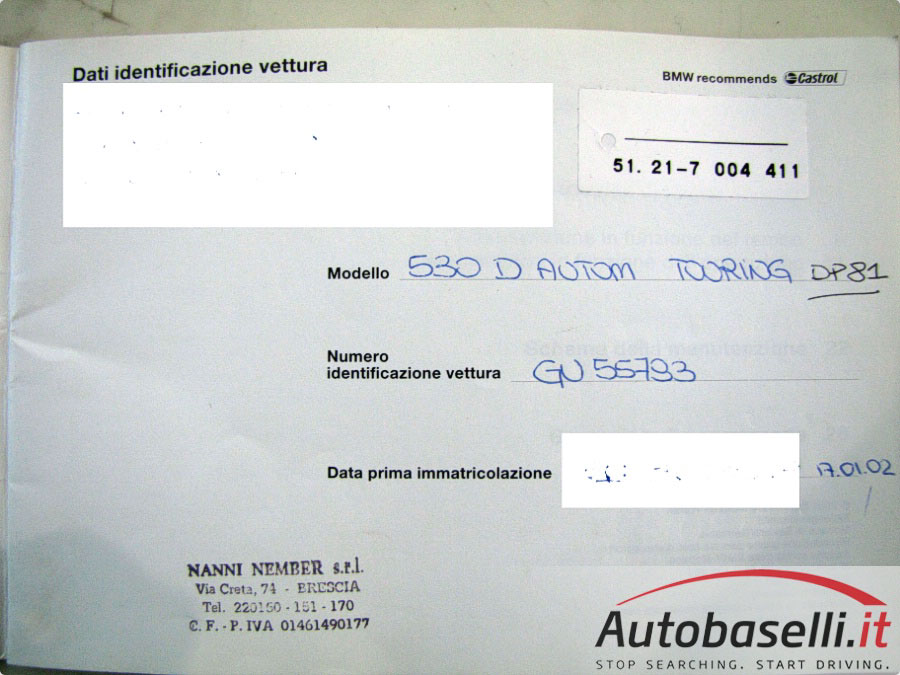 Dati identificazione vettura
BMW recommends Castrol
51. 21-7 004 411
Modello 530 D AUTOM TOURING DP81
Numero
identificazione vettura GU 55793
Data prima immatricolazione 17.01.02
NANNI NEMBER s.r.l.
Via Creta, 74 - BRESCIA
Tel. 220150 - 151 - 170
C. F. - P. IVA 01461490177
Autobaselli.it
STOP SEARCHING. START DRIVING.